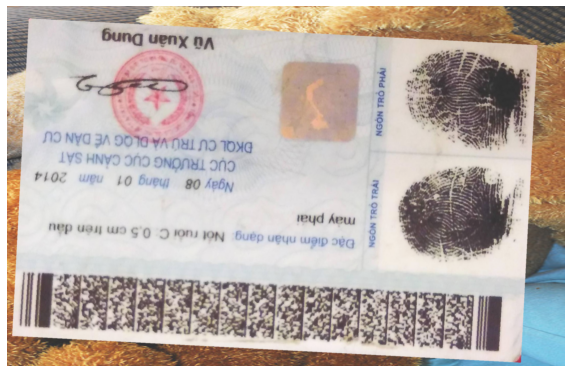 Đặc điểm nhận dạng Nốt ruồi C. 0,5 cm trên đầu
mày phải
Ngày 08 tháng 01 năm 2014
CỤC TRƯỞNG CỤC CẢNH SÁT
ĐKQL CƯ TRÚ VÀ DLQG VỀ DÂN CƯ
Vũ Xuân Dung
NGÓN TRỎ TRÁI
NGÓN TRỎ PHẢI